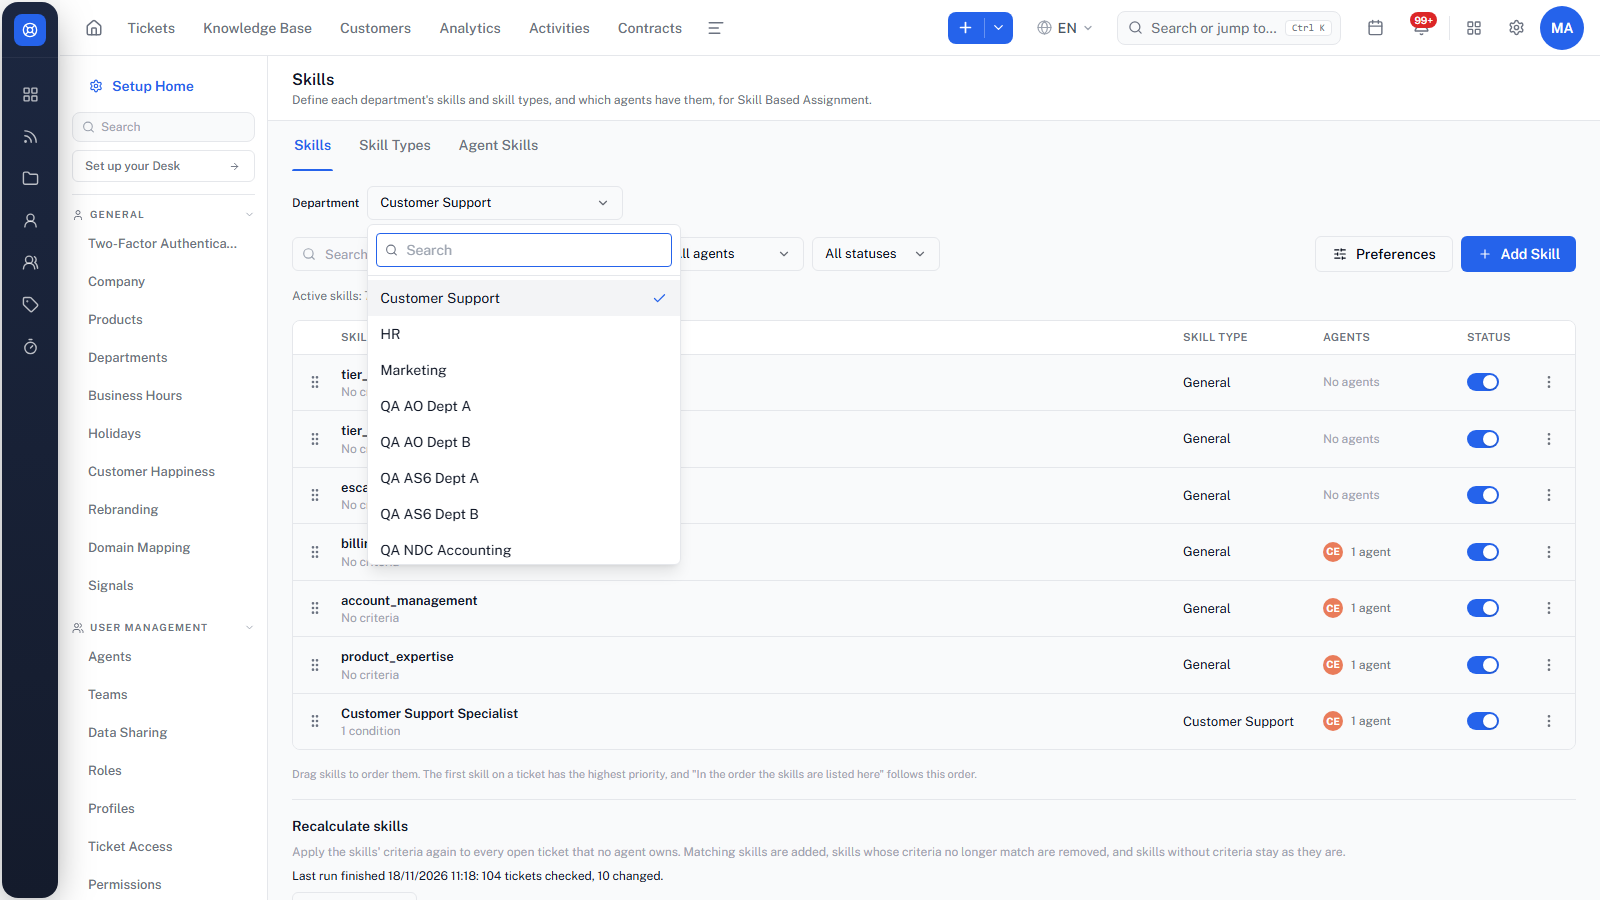 Tickets
Knowledge Base
Customers
Analytics
Activities
Contracts
EN
Search or jump to...
Ctrl K
99+
MA
Setup Home
Search
Set up your Desk
GENERAL
Two-Factor Authentica...
Company
Products
Departments
Business Hours
Holidays
Customer Happiness
Rebranding
Domain Mapping
Signals
USER MANAGEMENT
Agents
Teams
Data Sharing
Roles
Profiles
Ticket Access
Permissions
Skills
Define each department's skills and skill types, and which agents have them, for Skill Based Assignment.
Skills
Skill Types
Agent Skills
Department
Customer Support
Search
Search
agents
All statuses
Preferences
Add Skill
Active skills:
Customer Support
HR
Marketing
QA AO Dept A
QA AO Dept B
QA AS6 Dept A
QA AS6 Dept B
QA NDC Accounting
SKILL TYPE
AGENTS
STATUS
tier_
No
General
No agents
tier_
No
General
No agents
No
General
No agents
No criteria
General
CE
1 agent
account_management
No criteria
General
CE
1 agent
product_expertise
No criteria
General
CE
1 agent
Customer Support Specialist
1 condition
Customer Support
CE
1 agent
Drag skills to order them. The first skill on a ticket has the highest priority, and "In the order the skills are listed here" follows this order.
Recalculate skills
Apply the skills' criteria again to every open ticket that no agent owns. Matching skills are added, skills whose criteria no longer match are removed, and skills without criteria stay as they are.
Last run finished 18/11/2026 11:18: 104 tickets checked, 10 changed.